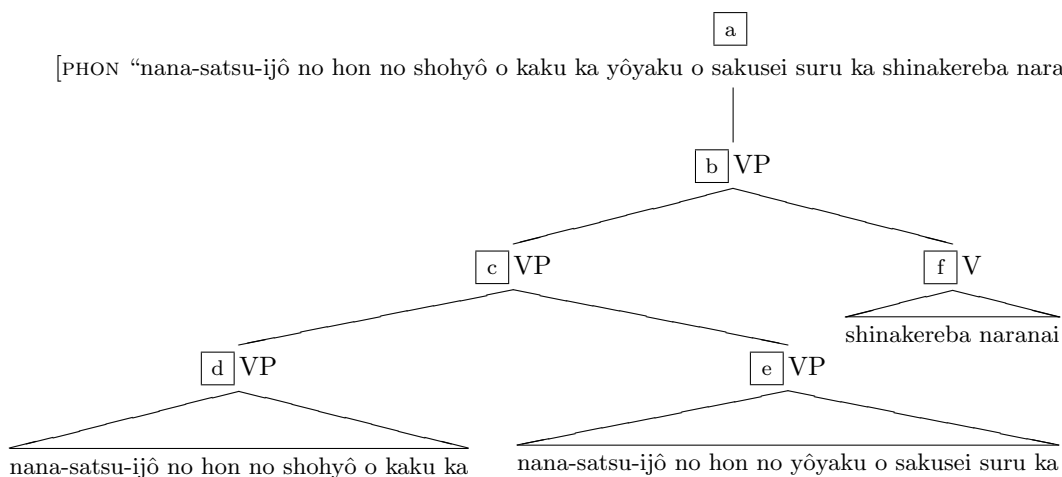 a
[PHON “nana-satsu-ijô no hon no shohyô o kaku ka yôyaku o sakusei suru ka shinakereba nara
b VP
c VP f V
shinakereba naranai
d VP e VP
nana-satsu-ijô no hon no shohyô o kaku ka nana-satsu-ijô no hon no yôyaku o sakusei suru ka